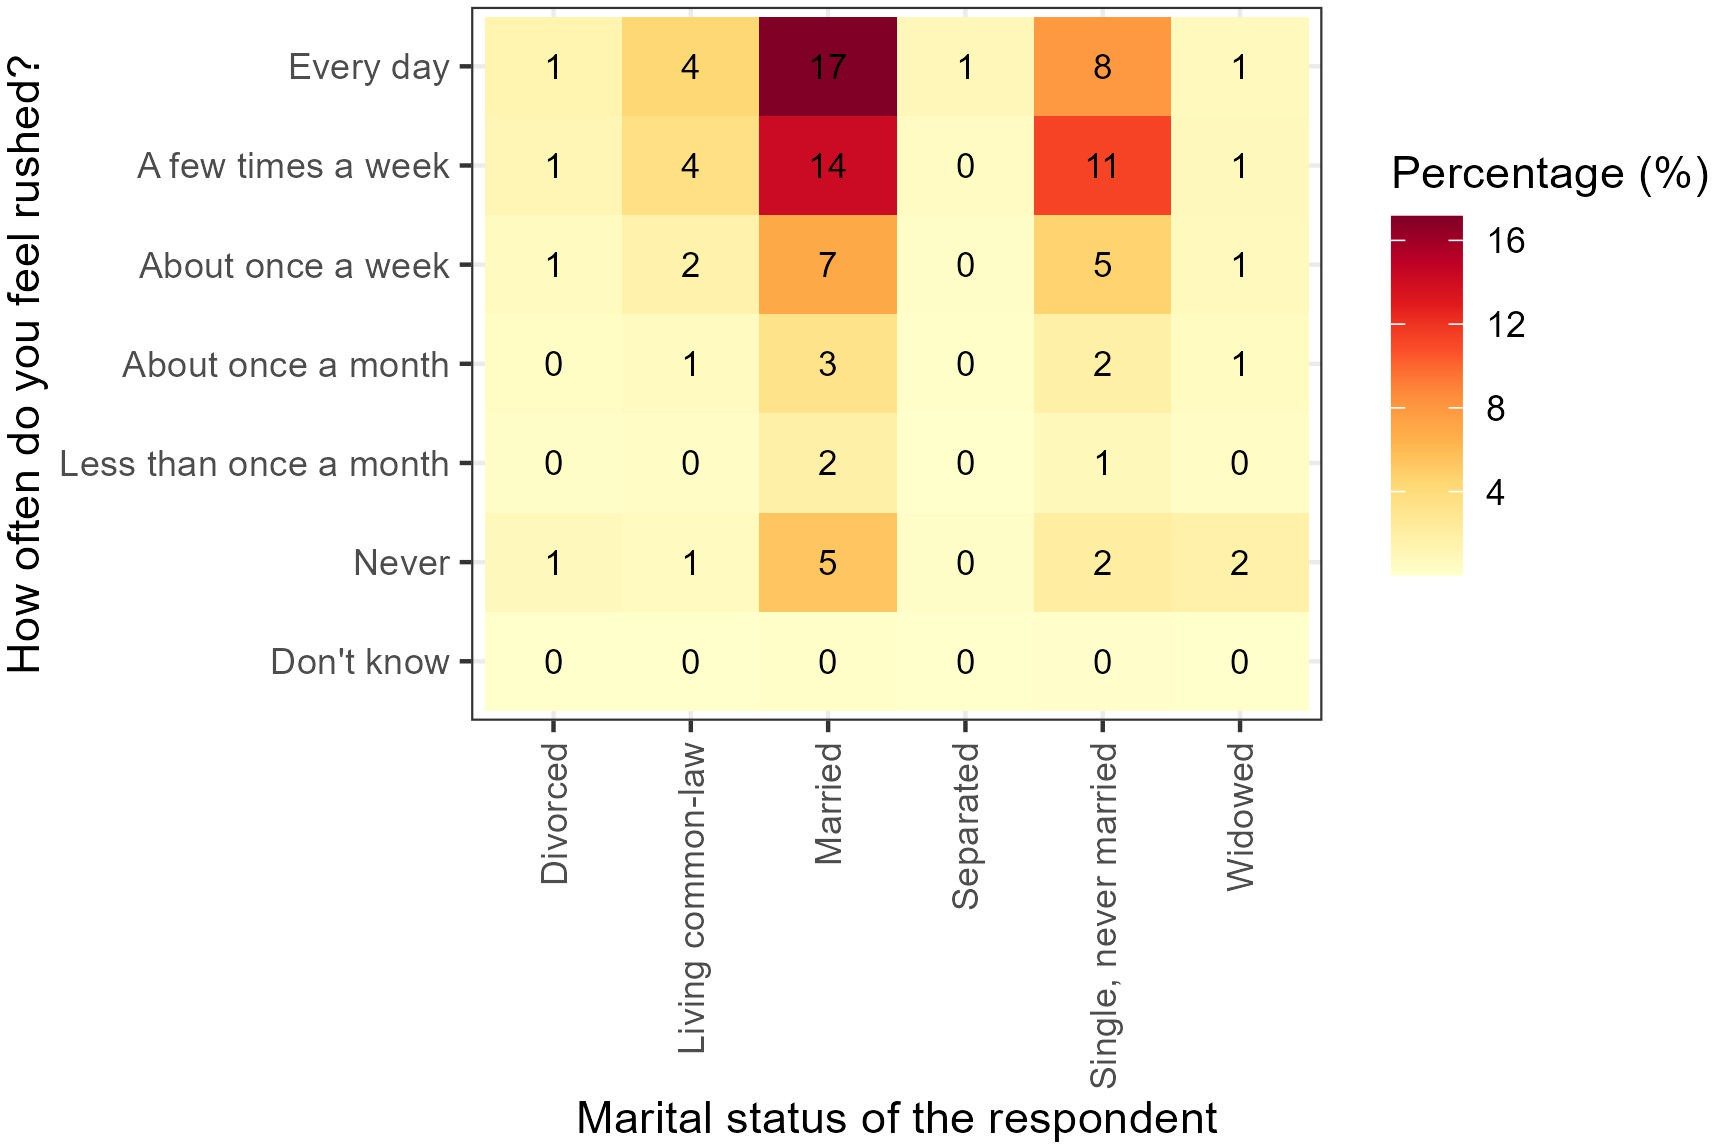 How often do you feel rushed?
Every day 1 4 17 1 8 1
A few times a week 1 4 14 0 11 1
About once a week 1 2 7 0 5 1
About once a month 0 1 3 0 2 1
Less than once a month 0 0 2 0 1 0
Never 1 1 5 0 2 2
Don't know 0 0 0 0 0 0
Divorced
Living common-law
Married
Separated
Single, never married
Widowed
Marital status of the respondent
Percentage (%)
16
12
8
4